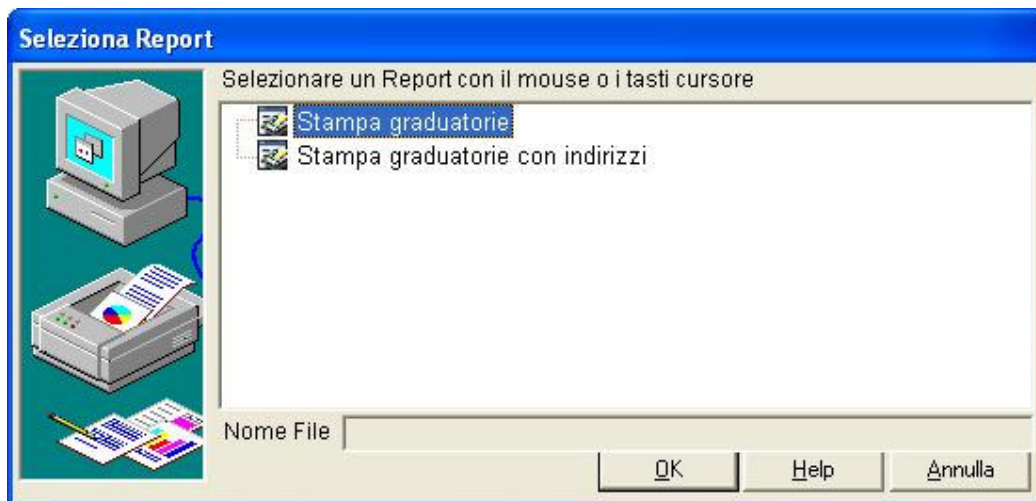 Seleziona Report
Selezionare un Report con il mouse o i tasti cursore
Stampa graduatorie
Stampa graduatorie con indirizzi
Nome File
OK Help Annulla